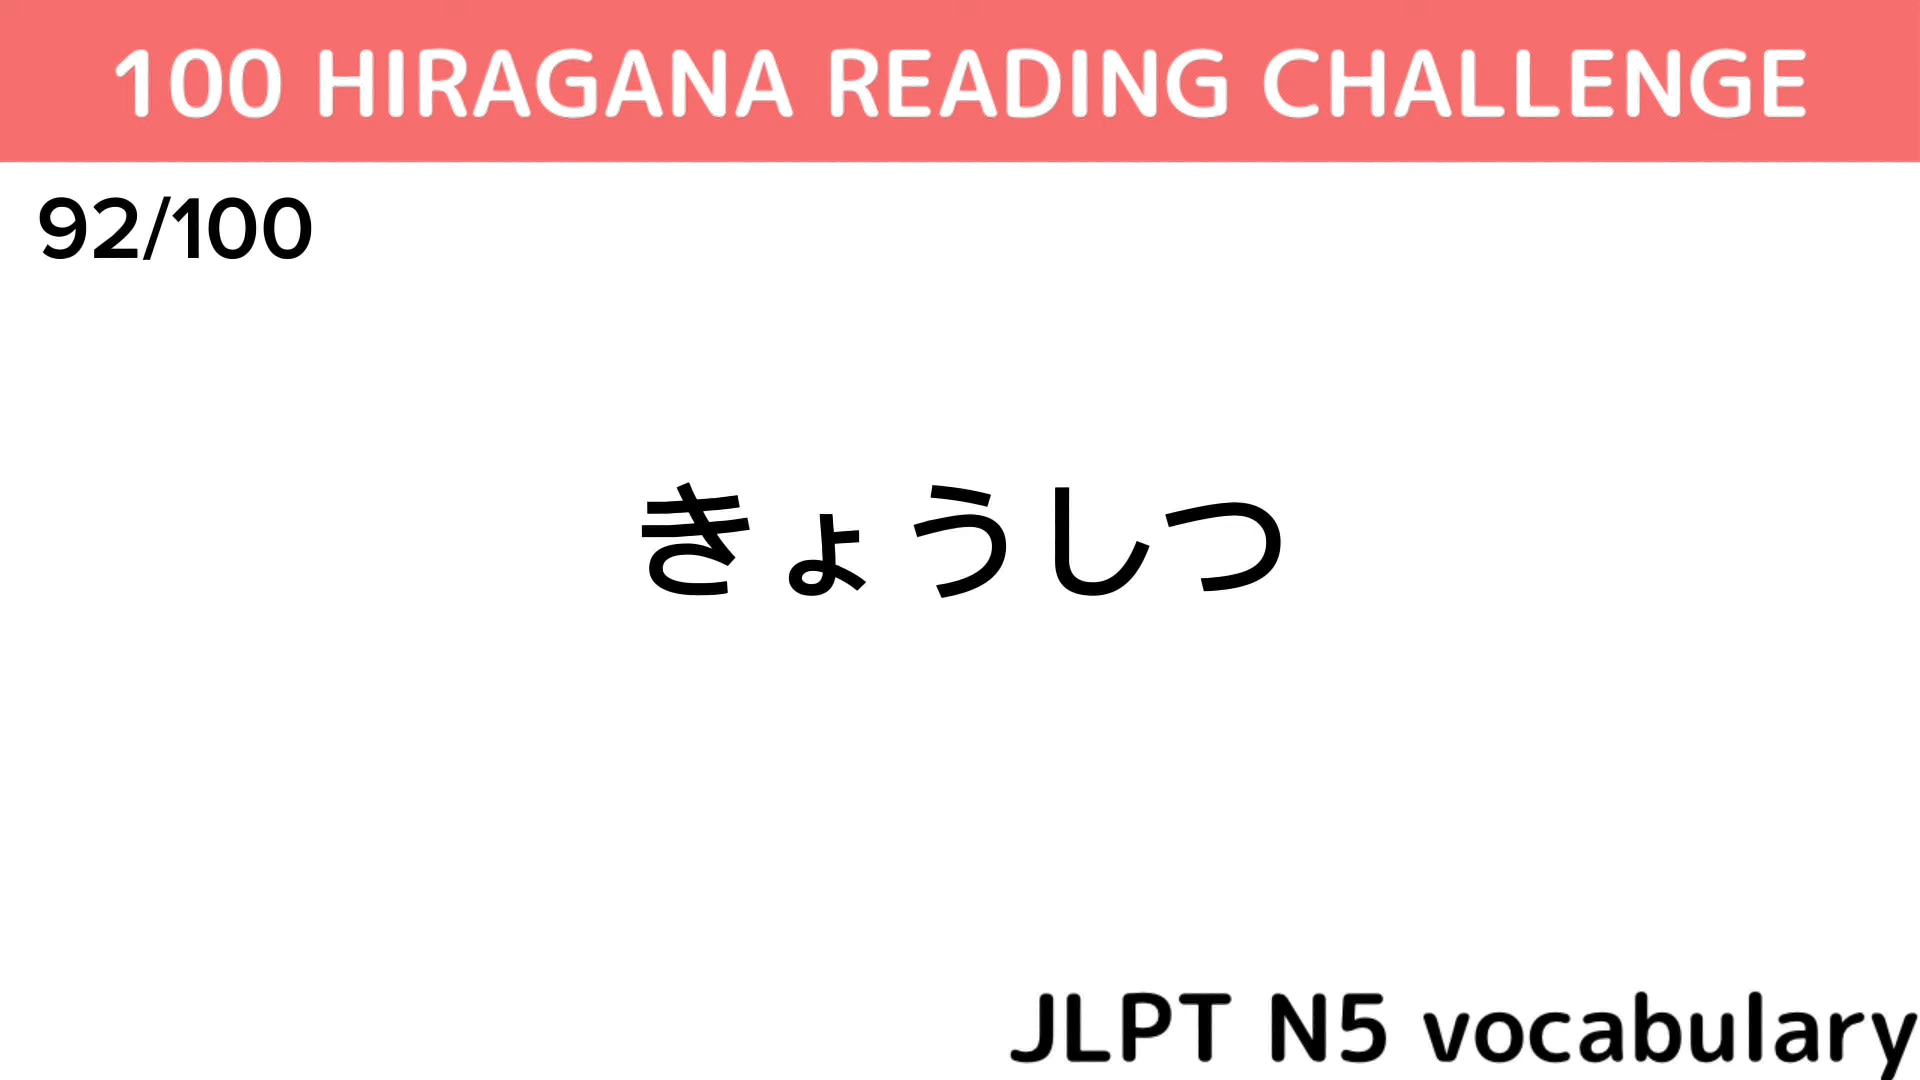 100 HIRAGANA READING CHALLENGE
92/100
きょうしつ
JLPT N5 vocabulary